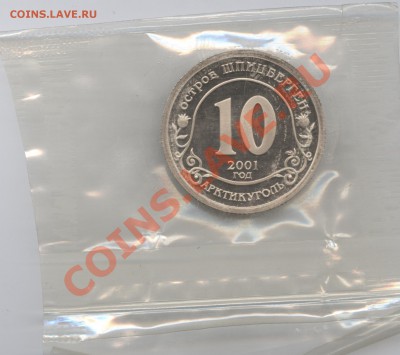 COINS.LAVE.RU
ОСТРОВ ШПИЦБЕРГЕН
10
2001
ГОД
АРКТИКУГОЛЬ
COINS.LAVE.RU